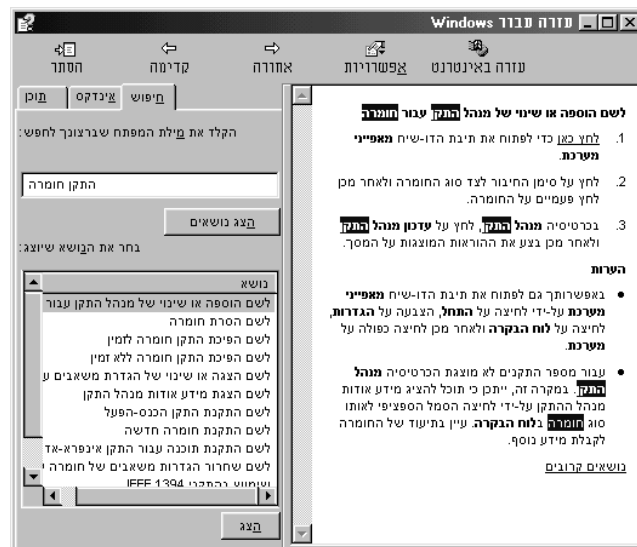 עזרה עבור Windows
הסתר
קדימה
אחורה
אפשרויות
עזרה באינטרנט
תוכן
אינדקס
חיפוש
הקלד את מילת המפתח שברצונך לחפש:
התקן חומרה
הצג נושאים
בחר את הנושא שיוצג:
נושא
לשם הוספה או שינוי של מנהל התקן עבור
לשם הסרת חומרה
לשם הפיכת התקן חומרה לזמין
לשם הפיכת התקן חומרה ללא זמין
לשם הצגה או שינוי של הגדרת משאבים ע
לשם הצגת מידע אודות מנהל התקן
לשם התקנת התקן הכנס-הפעל
לשם התקנת חומרה חדשה
לשם התקנת תוכנה עבור התקן אינפרא-אד
לשם שחרור הגדרות משאבים של חומרה
שימוש בהתקני IEEE 1394
הצג
לשם הוספה או שינוי של מנהל התקן עבור חומרה
1. לחץ כאן כדי לפתוח את תיבת הדו-שיח מאפייני
מערכת.
2. לחץ על סימן החיבור לצד סוג החומרה ולאחר מכן
לחץ פעמיים על החומרה.
3. בכרטיסיה מנהל התקן, לחץ על עדכון מנהל התקן
ולאחר מכן בצע את ההוראות המוצגות על המסך.
הערות
• באפשרותך גם לפתוח את תיבת הדו-שיח מאפייני
מערכת על-ידי לחיצה על התחל, הצבעה על הגדרות,
לחיצה על לוח הבקרה ולאחר מכן לחיצה כפולה על
מערכת.
• עבור מספר התקנים לא מוצגת הכרטיסיה מנהל
התקן. במקרה זה, ייתכן כי תוכל להציג מידע אודות
מנהל ההתקן על-ידי לחיצה הסמל הספציפי לאותו
סוג חומרה בלוח הבקרה. עיין בתיעוד של החומרה
לקבלת מידע נוסף.
נושאים קרובים